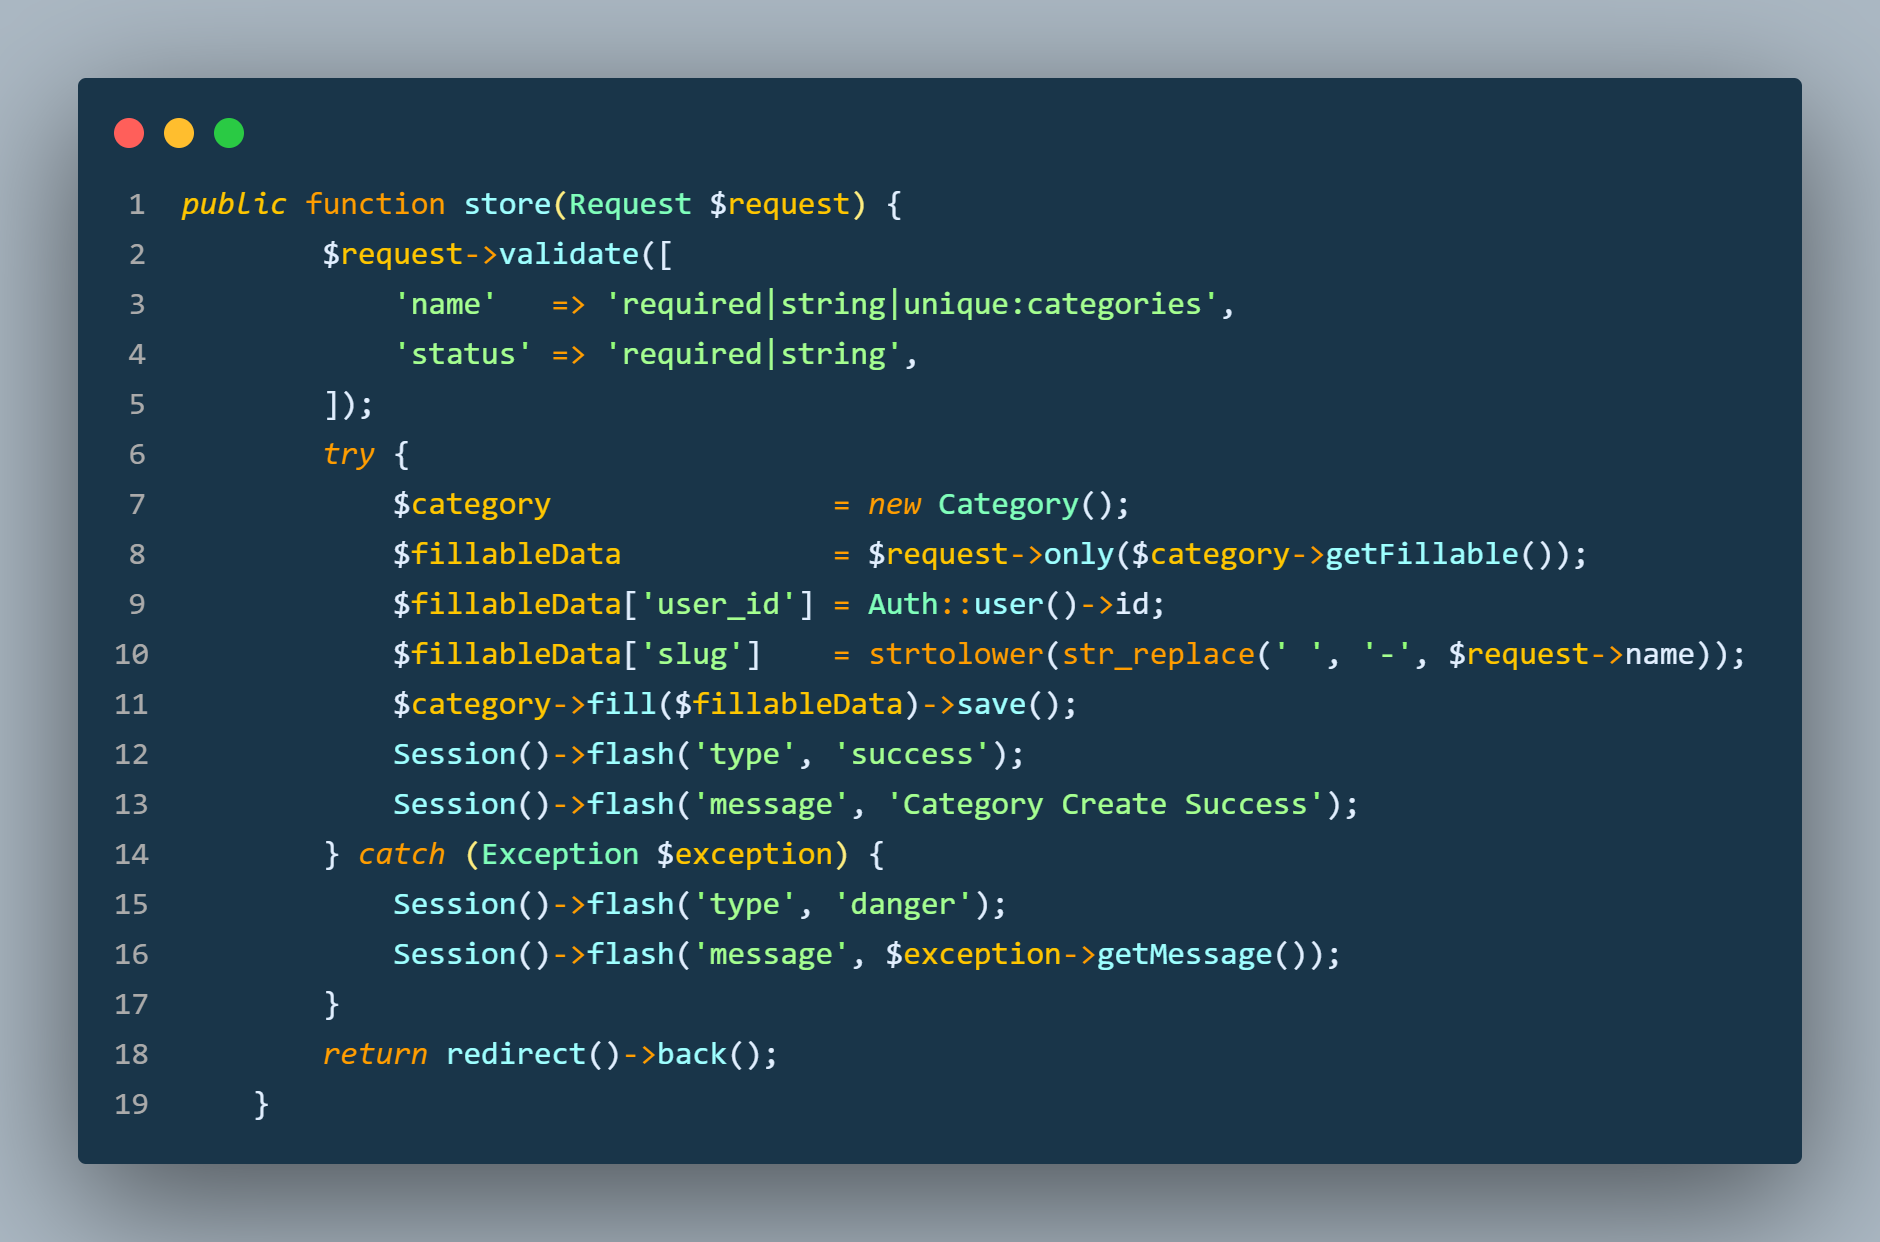 1 public function store(Request $request) {
2         $request->validate([
3             'name'   => 'required|string|unique:categories',
4             'status' => 'required|string',
5         ]);
6         try {
7             $category                = new Category();
8             $fillableData            = $request->only($category->getFillable());
9             $fillableData['user_id'] = Auth::user()->id;
10             $fillableData['slug']    = strtolower(str_replace(' ', '-', $request->name));
11             $category->fill($fillableData)->save();
12             Session()->flash('type', 'success');
13             Session()->flash('message', 'Category Create Success');
14         } catch (Exception $exception) {
15             Session()->flash('type', 'danger');
16             Session()->flash('message', $exception->getMessage());
17         }
18         return redirect()->back();
19     }